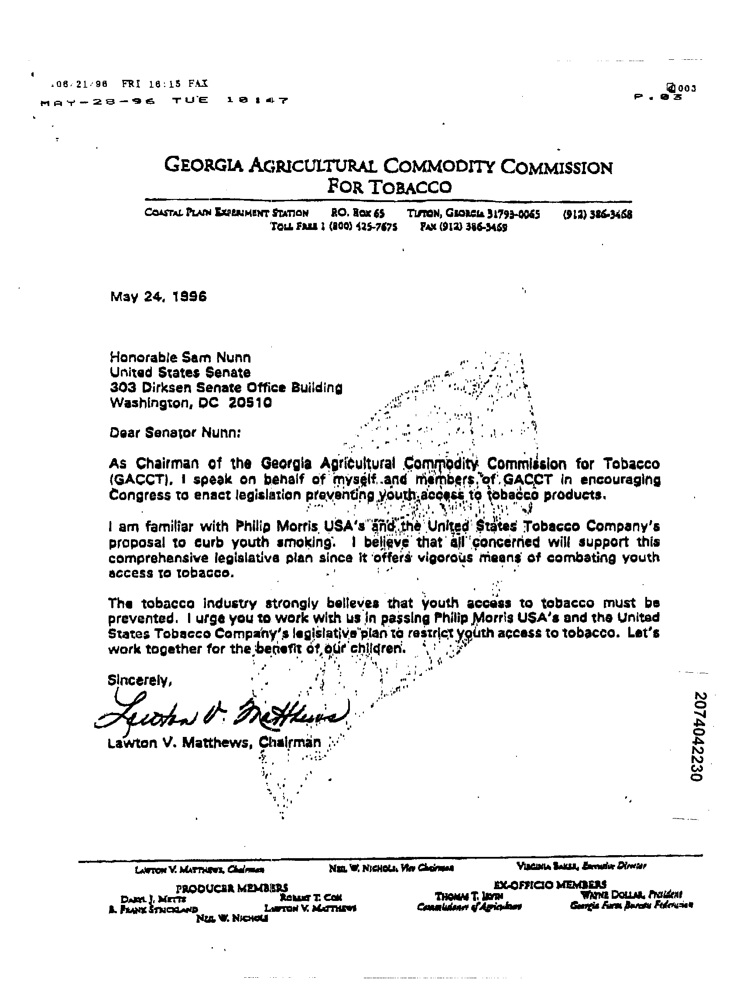 .06/21/96 FRI 16:15 FAX
003
MAY-28-96 TUE 10:47
P.03
GEORGIA AGRICULTURAL COMMODITY COMMISSION
FOR TOBACCO
COASTAL PLAIN EXPERIMENT STATION P.O. BOX 65 TIFTON, GEORGIA 31793-0065 (912) 386-3468
TOLL FREE 1 (800) 425-7675 FAX (912) 386-3469
May 24, 1996
Honorable Sam Nunn
United States Senate
303 Dirksen Senate Office Building
Washington, DC 20510
Dear Senator Nunn:
As Chairman of the Georgia Agricultural Commodity Commission for Tobacco
(GACCT), I speak on behalf of myself and members of GACCT in encouraging
Congress to enact legislation preventing youth access to tobacco products.
I am familiar with Philip Morris USA's and the United States Tobacco Company's
proposal to curb youth smoking. I believe that all concerned will support this
comprehensive legislative plan since it offers vigorous means of combating youth
access to tobacco.
The tobacco industry strongly believes that youth access to tobacco must be
prevented. I urge you to work with us in passing Philip Morris USA's and the United
States Tobacco Company's legislative plan to restrict youth access to tobacco. Let's
work together for the benefit of our children.
Sincerely,
Lawton V. Matthews
Lawton V. Matthews, Chairman
2074042230
LAWTON V. MATTHEWS, Chairman NEIL W. NICHOLS, Vice Chairman VIRGINIA BAKER, Executive Director
PRODUCER MEMBERS EX-OFFICIO MEMBERS
DARYL J. METTS ROBERT T. COX THOMAS T. IRVIN WAYNE DOLLAR, President
B. FRANK STRICKLAND LAWTON V. MATTHEWS Commissioner of Agriculture Georgia Farm Bureau Federation
NEIL W. NICHOLS